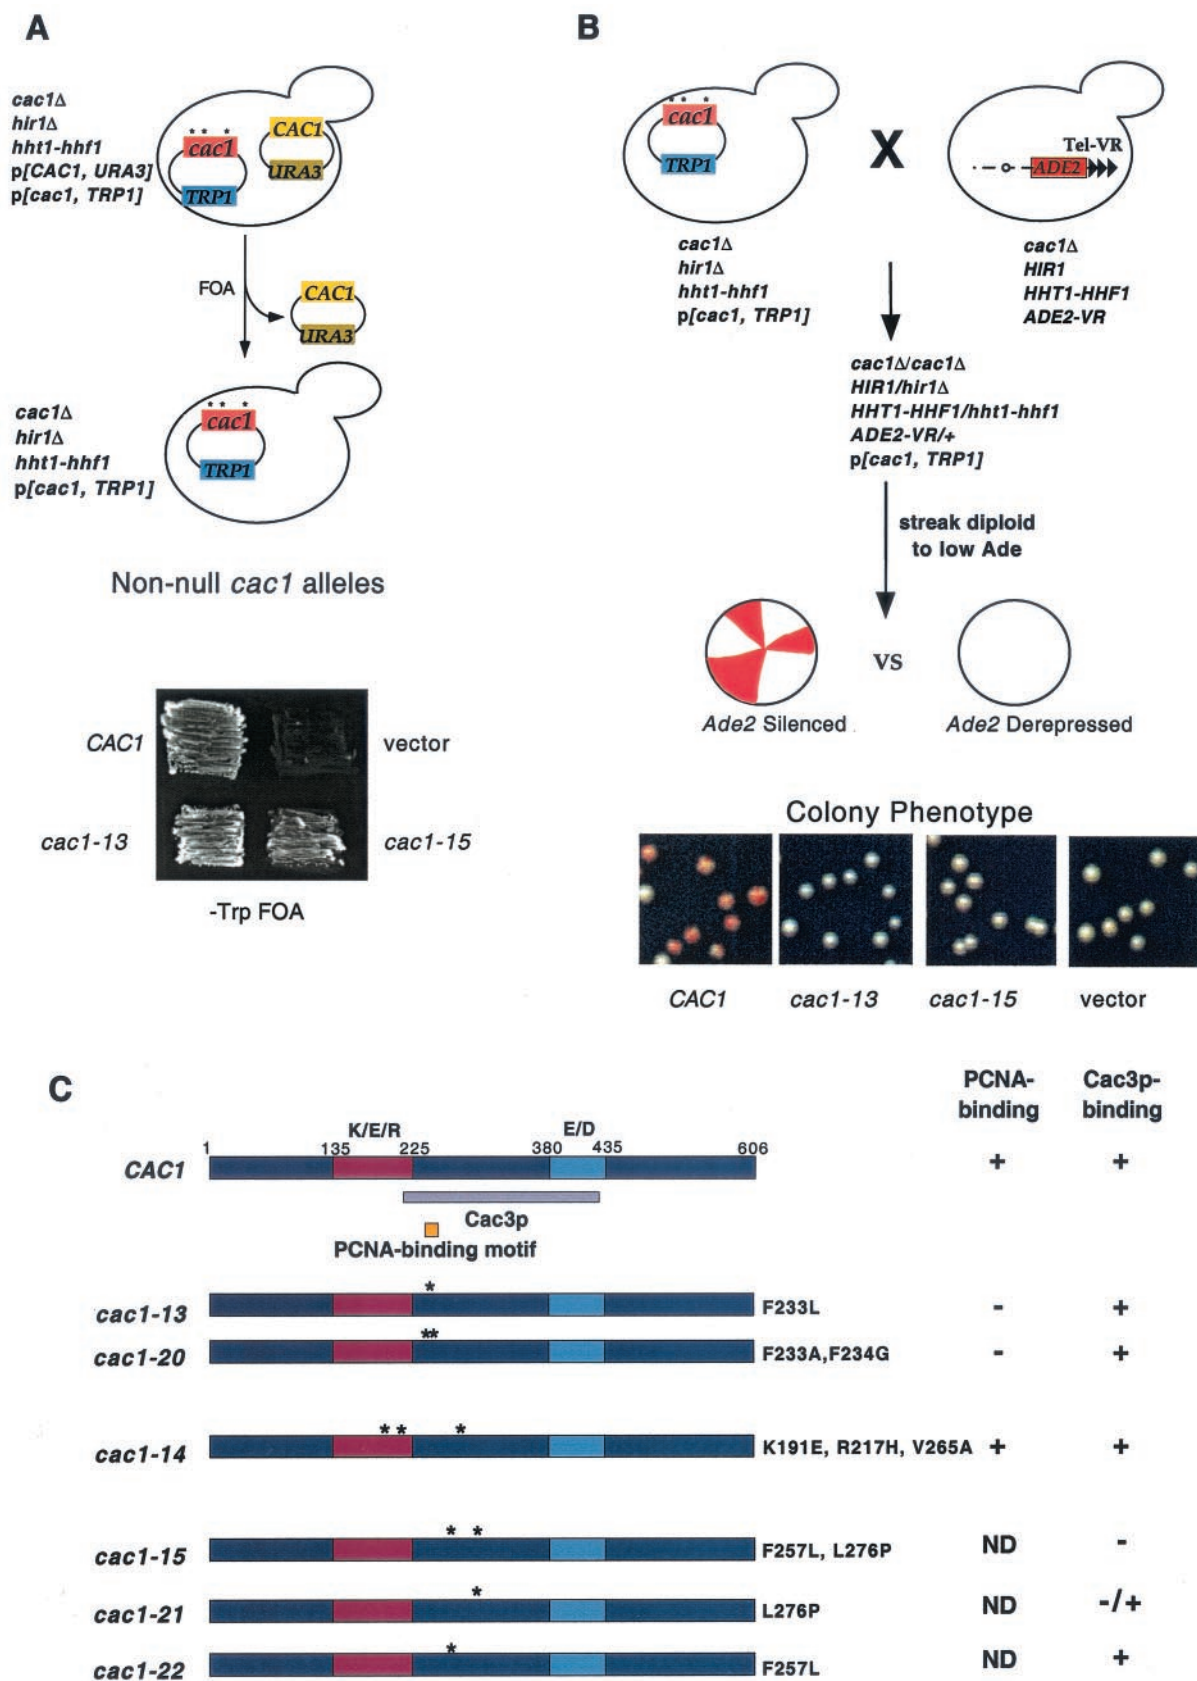 A
cac1Δ
hir1Δ
hht1-hhf1
p[CAC1, URA3]
p[cac1, TRP1]
* * *
cac1
TRP1
CAC1
URA3
FOA
CAC1
URA3
cac1Δ
hir1Δ
hht1-hhf1
p[cac1, TRP1]
* * *
cac1
TRP1
Non-null cac1 alleles
CAC1
vector
cac1-13
cac1-15
-Trp FOA
B
* * *
cac1
TRP1
X
Tel-VR
ADE2
cac1Δ
hir1Δ
hht1-hhf1
p[cac1, TRP1]
cac1Δ
HIR1
HHT1-HHF1
ADE2-VR
cac1Δ/cac1Δ
HIR1/hir1Δ
HHT1-HHF1/hht1-hhf1
ADE2-VR/+
p[cac1, TRP1]
streak diploid
to low Ade
vs
Ade2 Silenced
Ade2 Derepressed
Colony Phenotype
CAC1
cac1-13
cac1-15
vector
C
PCNA-
binding
Cac3p-
binding
K/E/R
E/D
1 135 225 380 435 606
CAC1 + +
Cac3p
PCNA-binding motif
*
cac1-13 F233L - +
**
cac1-20 F233A,F234G - +
* * *
cac1-14 K191E, R217H, V265A + +
* *
cac1-15 F257L, L276P ND -
*
cac1-21 L276P ND -/+
*
cac1-22 F257L ND +